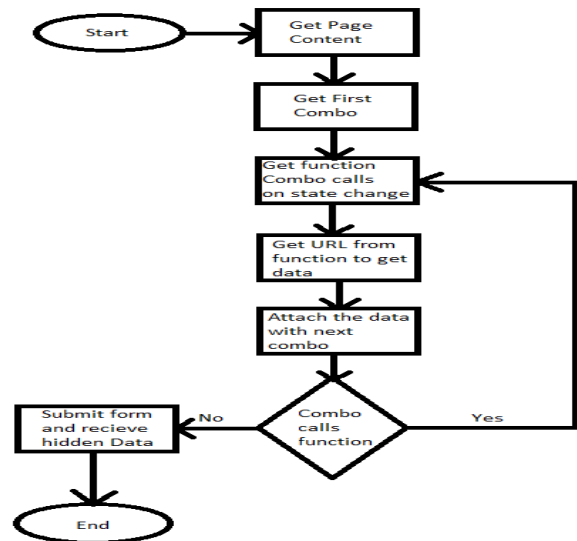 Start
Get Page
Content
Get First
Combo
Get function
Combo calls
on state change
Get URL from
function to get
data
Attach the data
with next
combo
Combo
calls
function
No
Yes
Submit form
and recieve
hidden Data
End